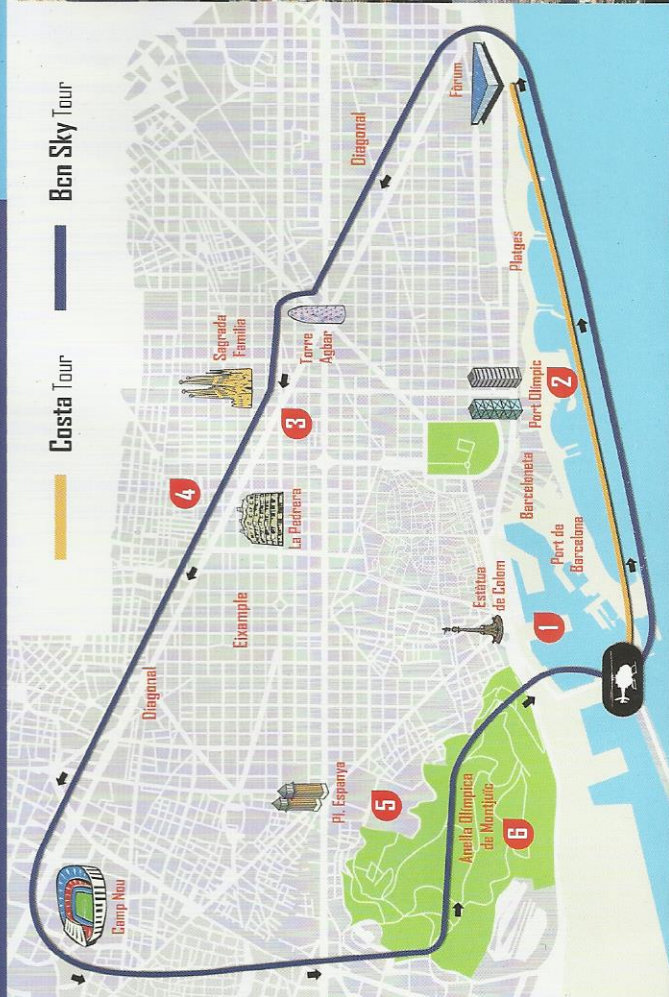 Costa Tour
Bcn Sky Tour
Fòrum
Diagonal
Platges
Sagrada
Família
Torre
Agbar
3
4
2
Port Olímpic
La Pedrera
Barceloneta
Port de
Barcelona
Estàtua
de Colom
1
Eixample
Diagonal
Pl. Espanya
5
Anella Olímpica
de Montjuïc
6
Camp Nou